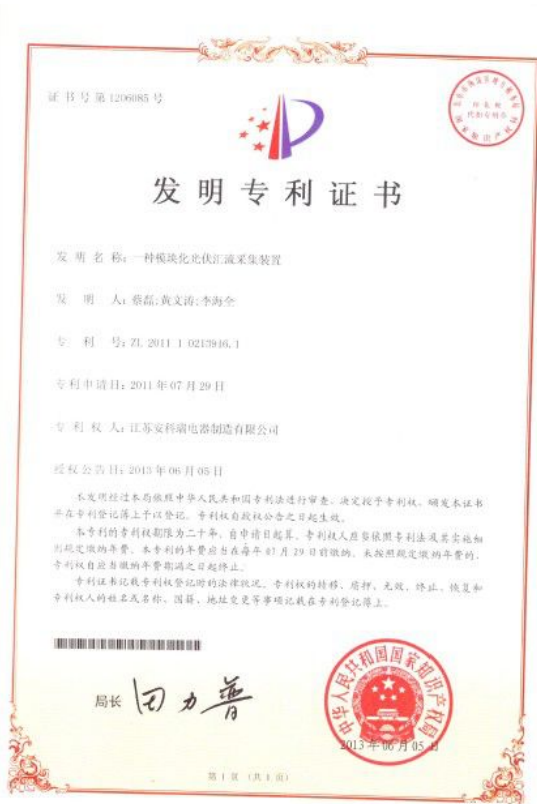 证书号第1206085号
发明专利证书
发 明 名 称：一种模块化光伏汇流采集装置
发 明 人：蔡磊;黄文涛;李海全
专 利 号：ZL 2011 1 0213916.1
专利申请日：2011年07月29日
专 利 权 人：江苏安科瑞电器制造有限公司
授权公告日：2013年06月05日
本发明经过本局依照中华人民共和国专利法进行审查，决定授予专利权，颁发本证书
并在专利登记簿上予以登记。专利权自授权公告之日起生效。
本专利的专利权期限为二十年，自申请日起算。专利权人应当依照专利法及其实施细
则规定缴纳年费。本专利的年费应当在每年07月29日前缴纳。未按照规定缴纳年费的，
专利权自应当缴纳年费期满之日起终止。
专利证书记载专利权登记时的法律状况。专利权的转移、质押、无效、终止、恢复和
专利权人的姓名或名称、国籍、地址变更等事项记载在专利登记簿上。
局长 田力普
中华人民共和国国家知识产权局
2013年06月05日
第1页（共1页）